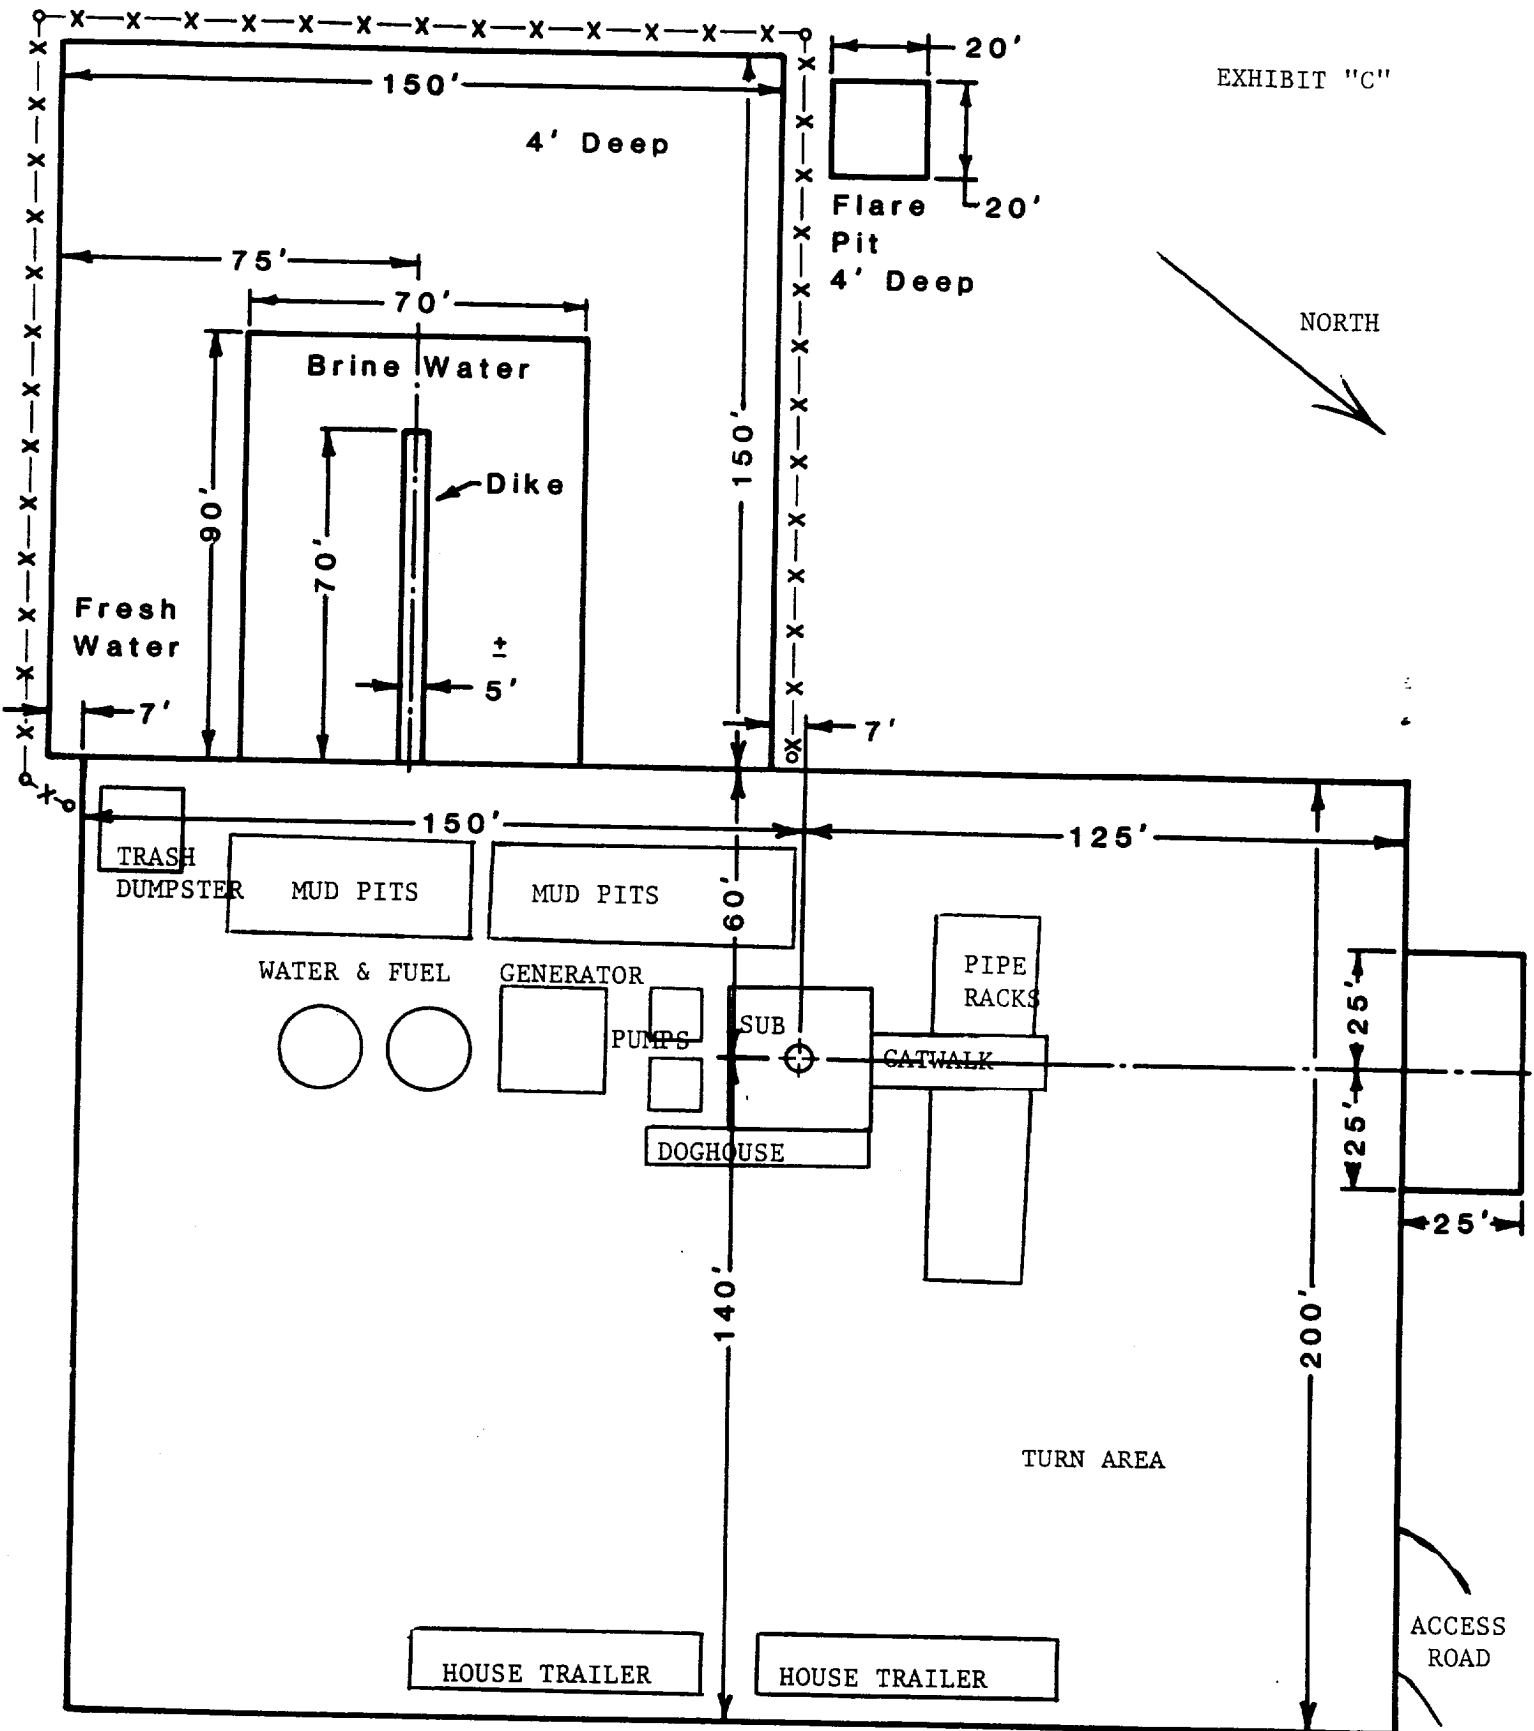 EXHIBIT "C"
20'
150'
4' Deep
20'
Flare
Pit
4' Deep
NORTH
75'
70'
Brine Water
Dike
150'
90'
70'
Fresh
Water
±
5'
7'
7'
150'
125'
TRASH
DUMPSTER
MUD PITS
MUD PITS
60'
WATER & FUEL
GENERATOR
PIPE
RACKS
PUMPS
SUB
CATWALK
25'
25'
DOGHOUSE
25'
140'
200'
TURN AREA
ACCESS
ROAD
HOUSE TRAILER
HOUSE TRAILER